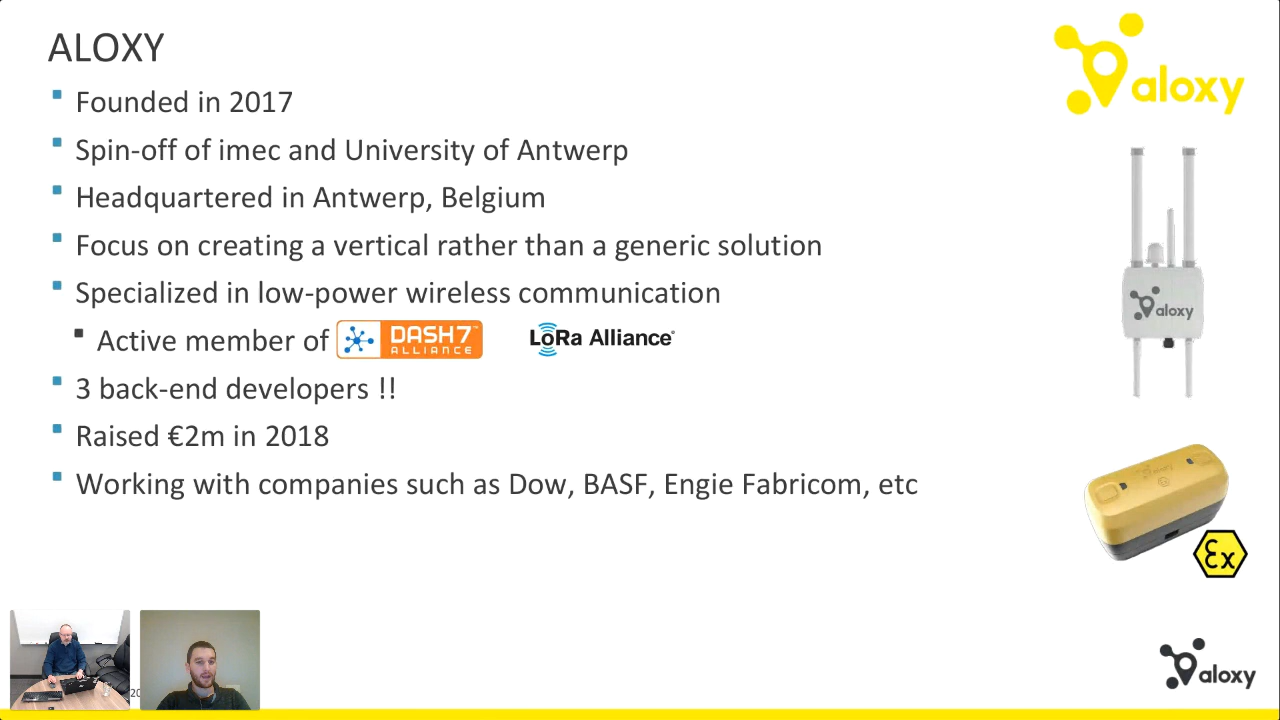 ALOXY
aloxy
Founded in 2017
Spin-off of imec and University of Antwerp
Headquartered in Antwerp, Belgium
Focus on creating a vertical rather than a generic solution
Specialized in low-power wireless communication
Active member of DASH7™ ALLIANCE LoRa Alliance®
aloxy
3 back-end developers !!
Raised €2m in 2018
Working with companies such as Dow, BASF, Engie Fabricom, etc
Ex
aloxy
20